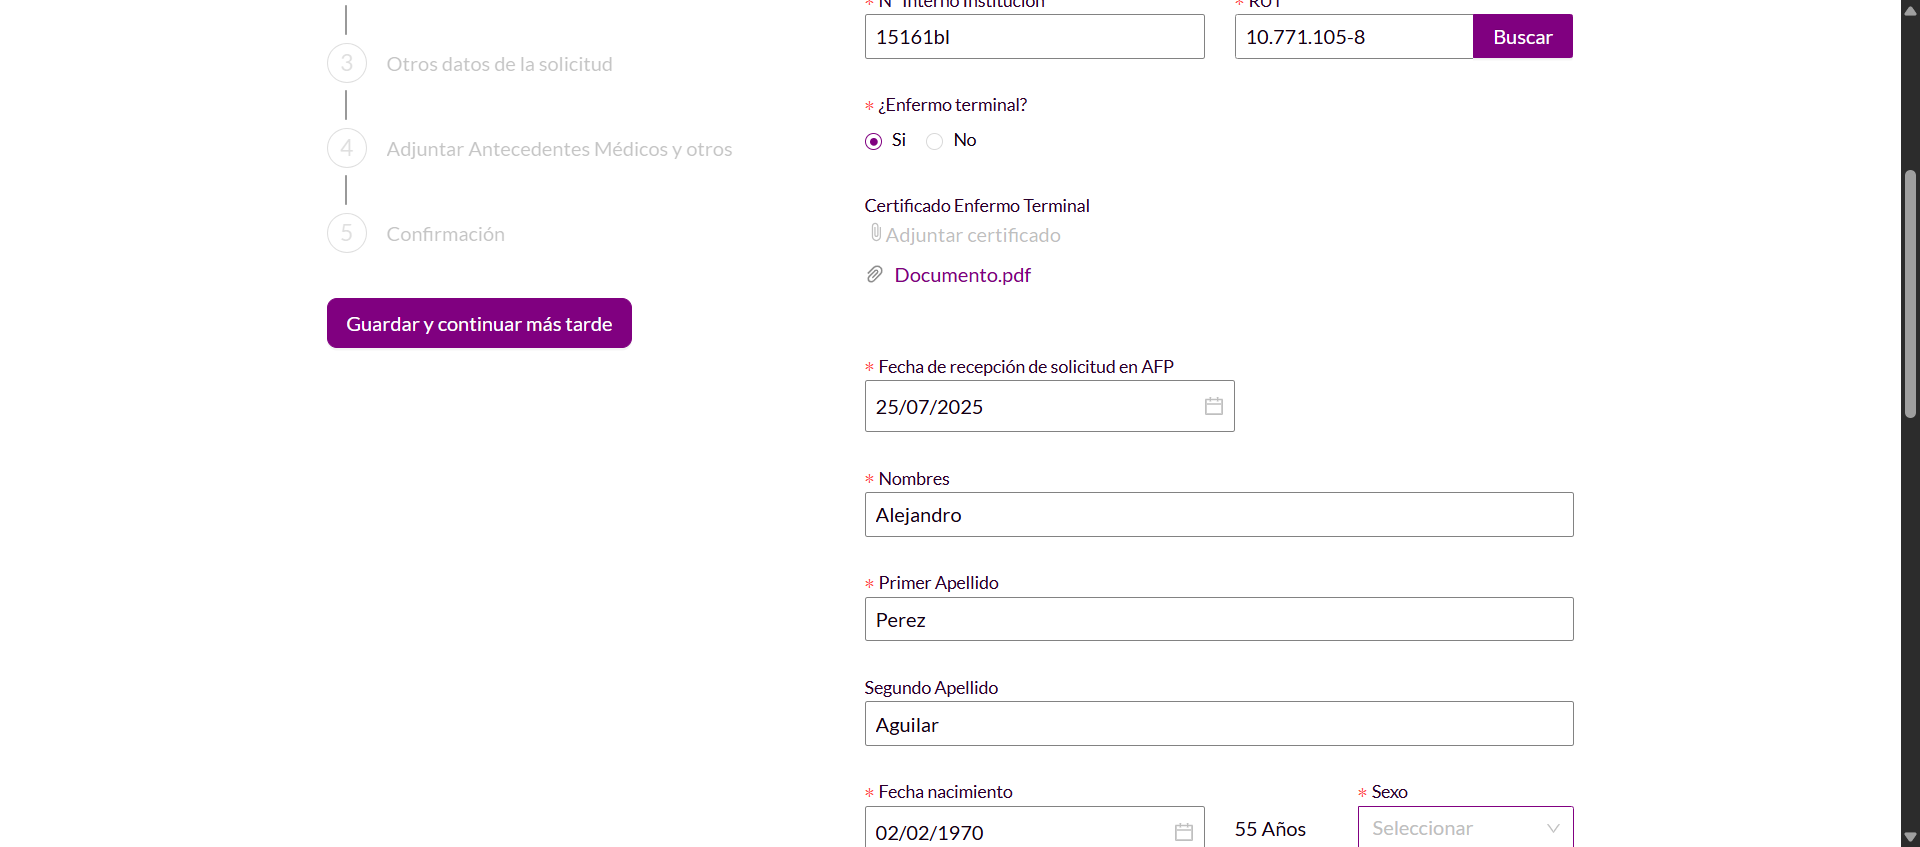 3
Otros datos de la solicitud
4
Adjuntar Antecedentes Médicos y otros
5
Confirmación
Guardar y continuar más tarde
* N° Interno Institución
* RUT
15161bl
10.771.105-8
Buscar
* ¿Enfermo terminal?
Si
No
Certificado Enfermo Terminal
Adjuntar certificado
Documento.pdf
* Fecha de recepción de solicitud en AFP
25/07/2025
* Nombres
Alejandro
* Primer Apellido
Perez
Segundo Apellido
Aguilar
* Fecha nacimiento
* Sexo
02/02/1970
55 Años
Seleccionar